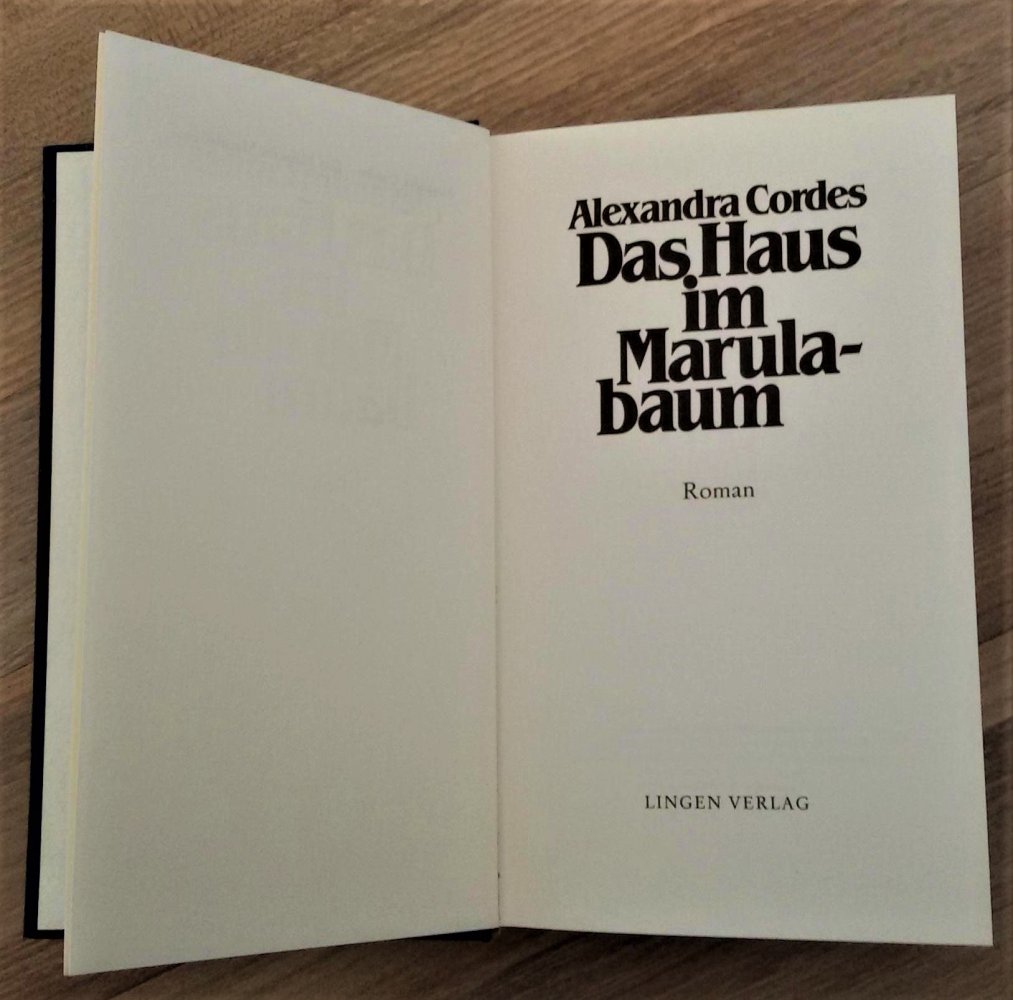 Alexandra Cordes
Das Haus
im
Marula-
baum
Roman
LINGEN VERLAG